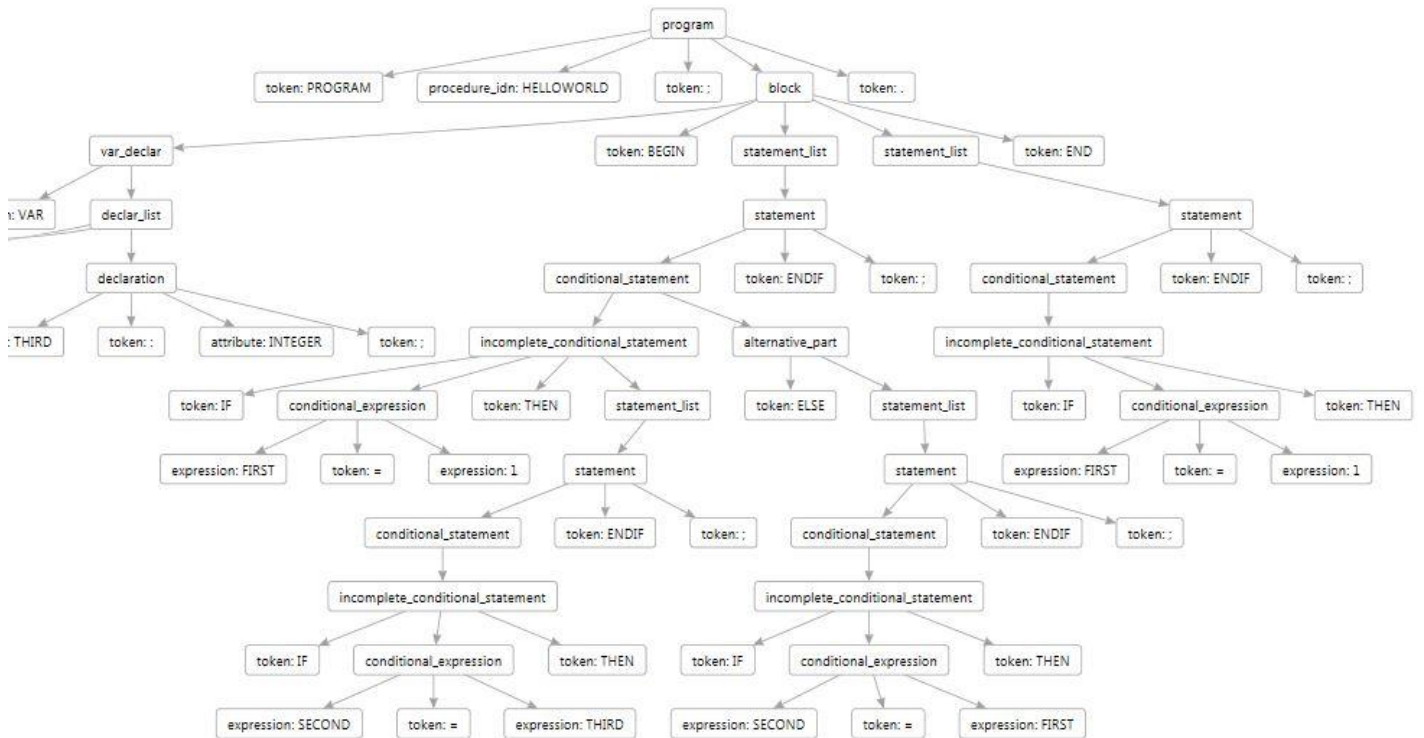 program
token: PROGRAM procedure_idn: HELLOWORLD token: ; block token: .
var_declar token: BEGIN statement_list statement_list token: END
n: VAR declar_list statement statement
declaration conditional_statement token: ENDIF token: ; conditional_statement token: ENDIF token: ;
: THIRD token: : attribute: INTEGER token: ; incomplete_conditional_statement alternative_part incomplete_conditional_statement
token: IF conditional_expression token: THEN statement_list token: ELSE statement_list token: IF conditional_expression token: THEN
expression: FIRST token: = expression: 1 statement statement expression: FIRST token: = expression: 1
conditional_statement token: ENDIF token: ; conditional_statement token: ENDIF token: ;
incomplete_conditional_statement incomplete_conditional_statement
token: IF conditional_expression token: THEN token: IF conditional_expression token: THEN
expression: SECOND token: = expression: THIRD expression: SECOND token: = expression: FIRST